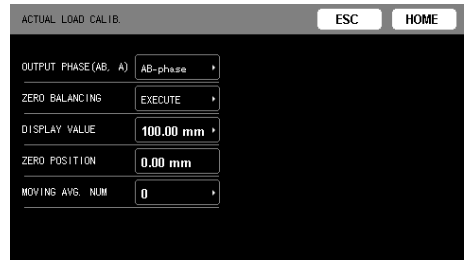 ACTUAL LOAD CALIB. ESC HOME
OUTPUT PHASE(AB, A) AB-phase
ZERO BALANCING EXECUTE
DISPLAY VALUE 100.00 mm
ZERO POSITION 0.00 mm
MOVING AVG. NUM 0